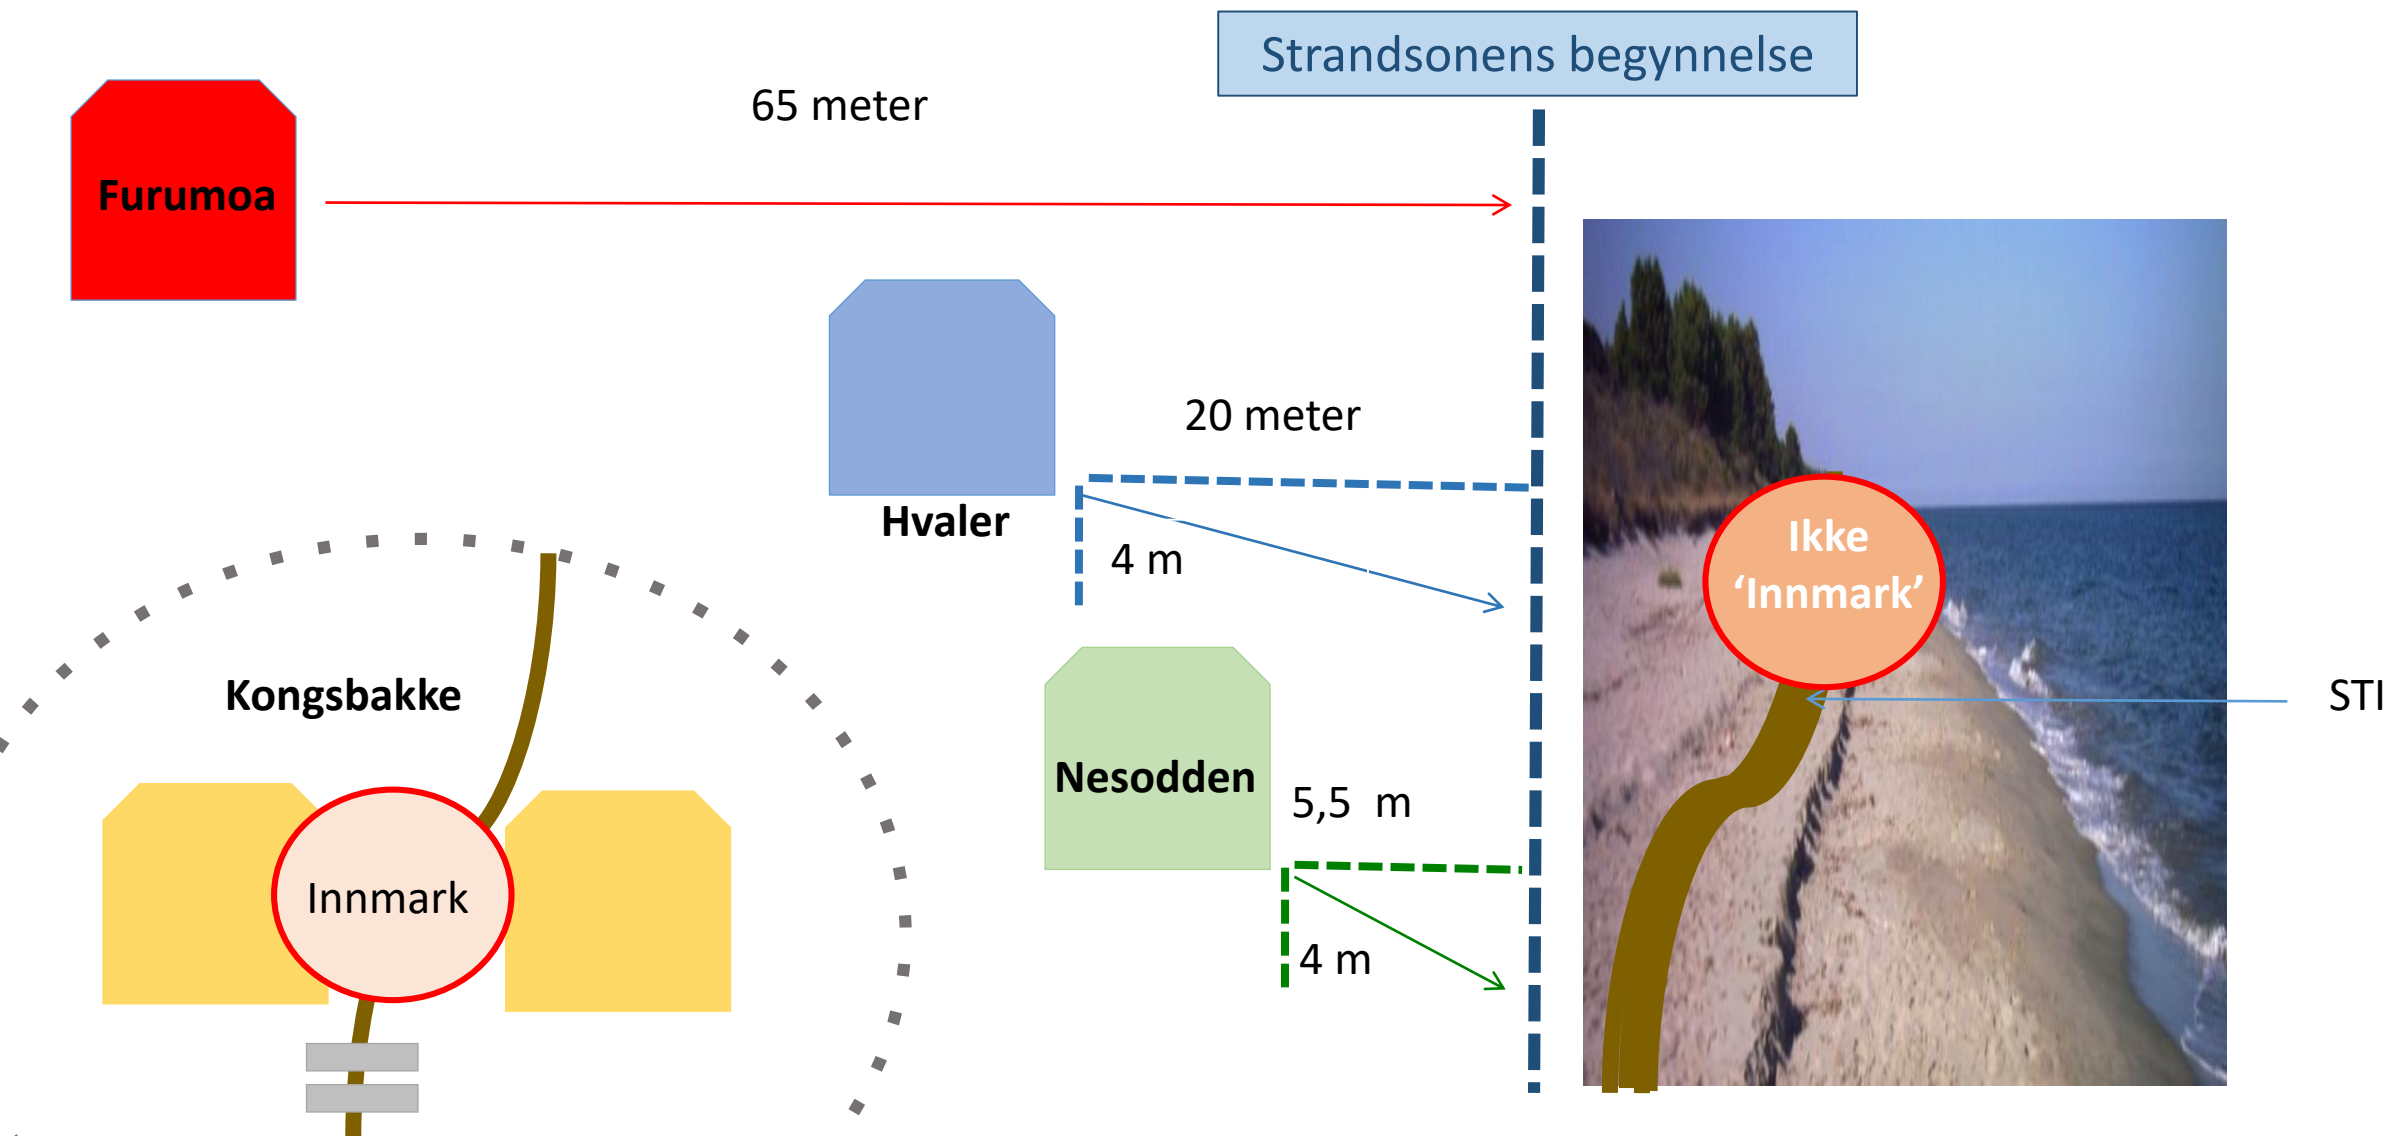 Strandsonens begynnelse
65 meter
Furumoa
20 meter
Hvaler
4 m
Ikke
‘Innmark’
Kongsbakke
STI
Nesodden
5,5  m
Innmark
4 m